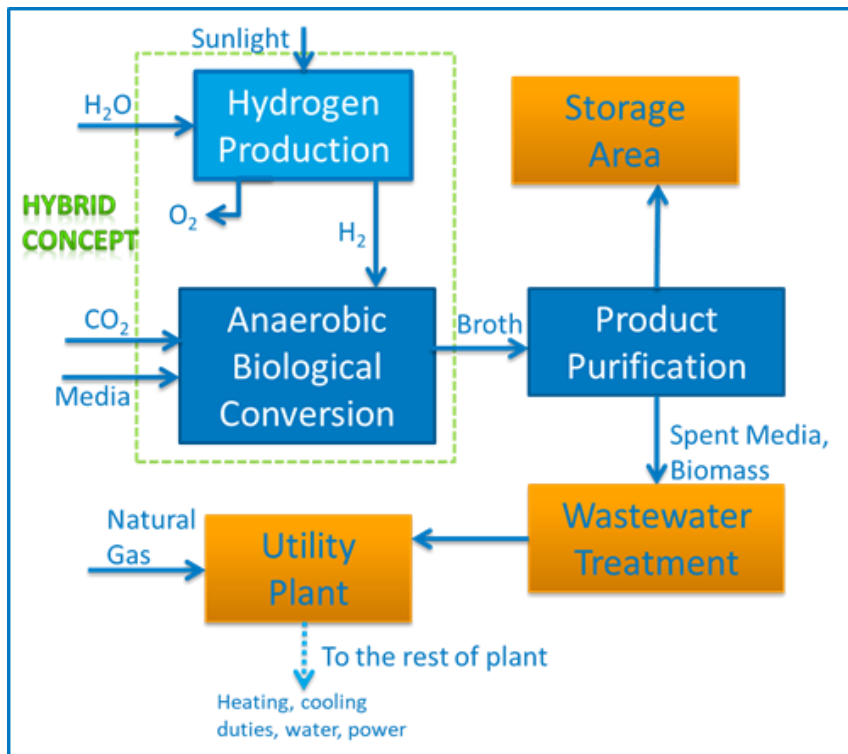 Sunlight
H₂O
Hydrogen
Production
Storage
Area
O₂
HYBRID
CONCEPT
H₂
CO₂
Media
Anaerobic
Biological
Conversion
Broth
Product
Purification
Spent Media,
Biomass
Natural
Gas
Utility
Plant
Wastewater
Treatment
To the rest of plant
Heating, cooling
duties, water, power